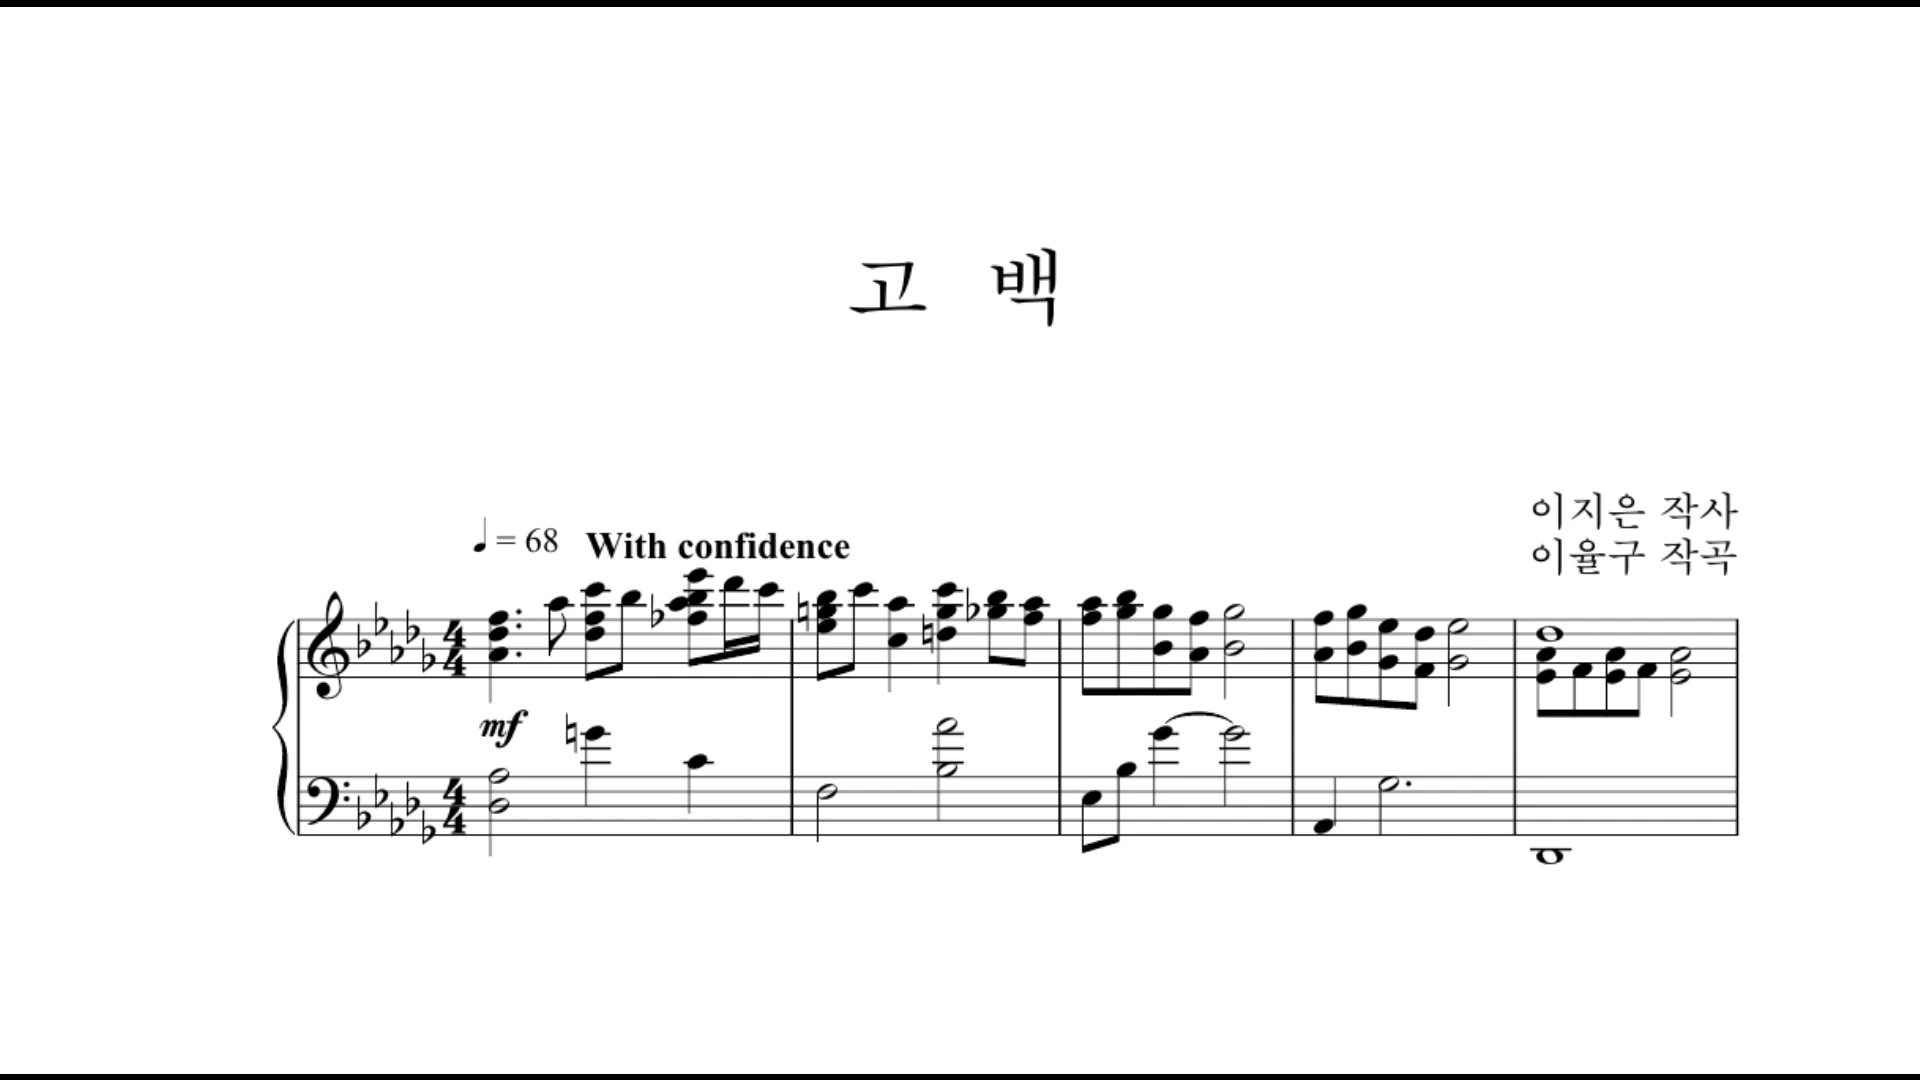 고 백
이지은 작사
이율구 작곡
♩ = 68 With confidence
mf